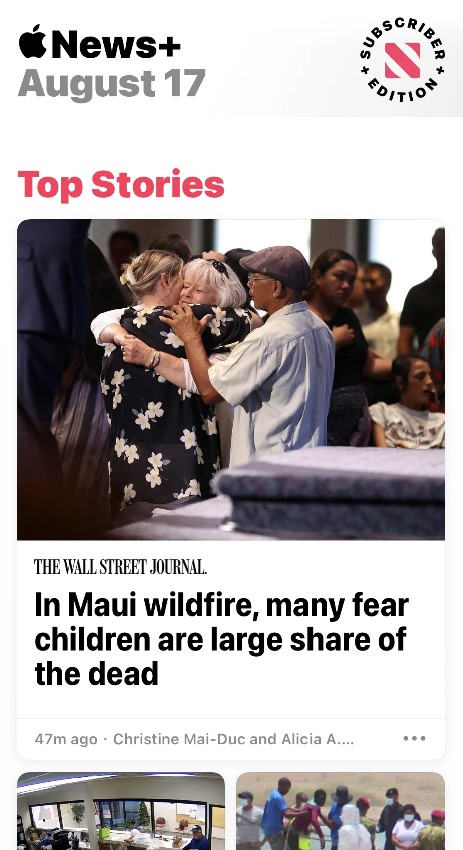 News+
SUBSCRIBER
August 17
+ EDITION +
Top Stories
THE WALL STREET JOURNAL.
In Maui wildfire, many fear
children are large share of
the dead
47m ago · Christine Mai-Duc and Alicia A....